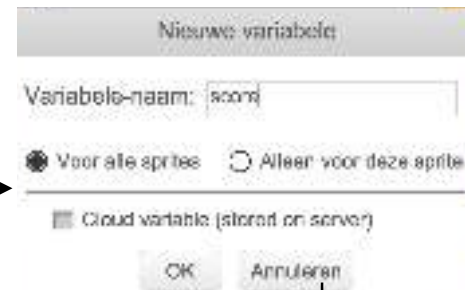 Nieuwe variabele
Variabele-naam: score
Voor alle sprites Alleen voor deze sprite
Cloud variable (stored on server)
OK Annuleren